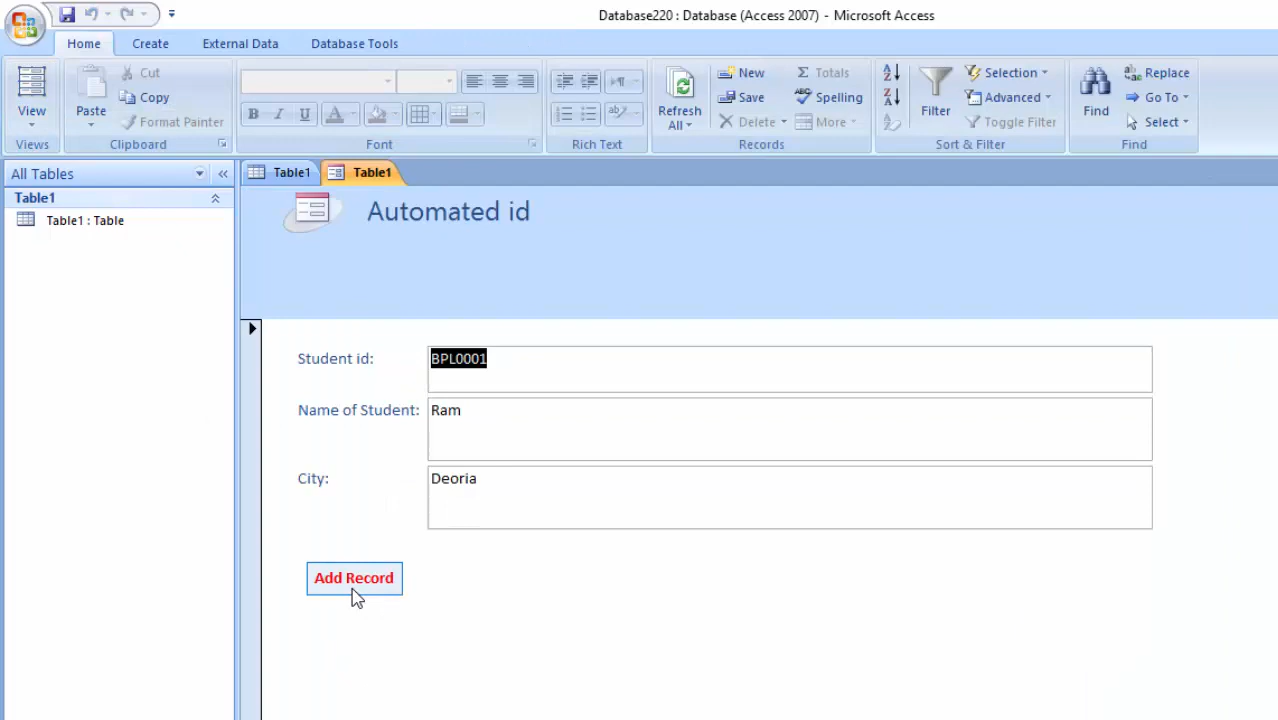 Database220 : Database (Access 2007) - Microsoft Access
Home Create External Data Database Tools
View
Views
Paste
Cut
Copy
Format Painter
Clipboard
B I U A
Font
Rich Text
Refresh All
New
Save
Delete
Totals
Spelling
More
Records
Filter
Selection
Advanced
Toggle Filter
Sort & Filter
Find
Replace
Go To
Select
Find
All Tables
Table1
Table1 : Table
Table1 Table1
Automated id
Student id: BPL0001
Name of Student: Ram
City: Deoria
Add Record